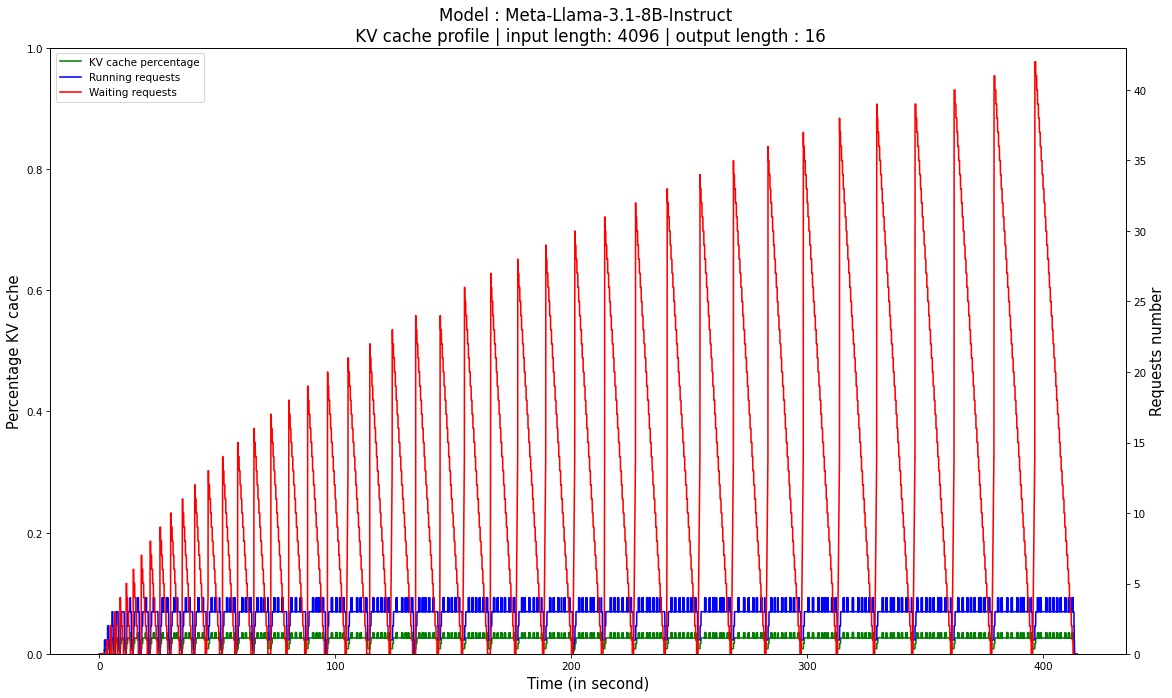 Model : Meta-Llama-3.1-8B-Instruct
KV cache profile | input length: 4096 | output length : 16
KV cache percentage
Running requests
Waiting requests
Percentage KV cache
1.0
0.8
0.6
0.4
0.2
0.0
40
35
30
25
20
15
10
5
0
Requests number
0
100
200
300
400
Time (in second)